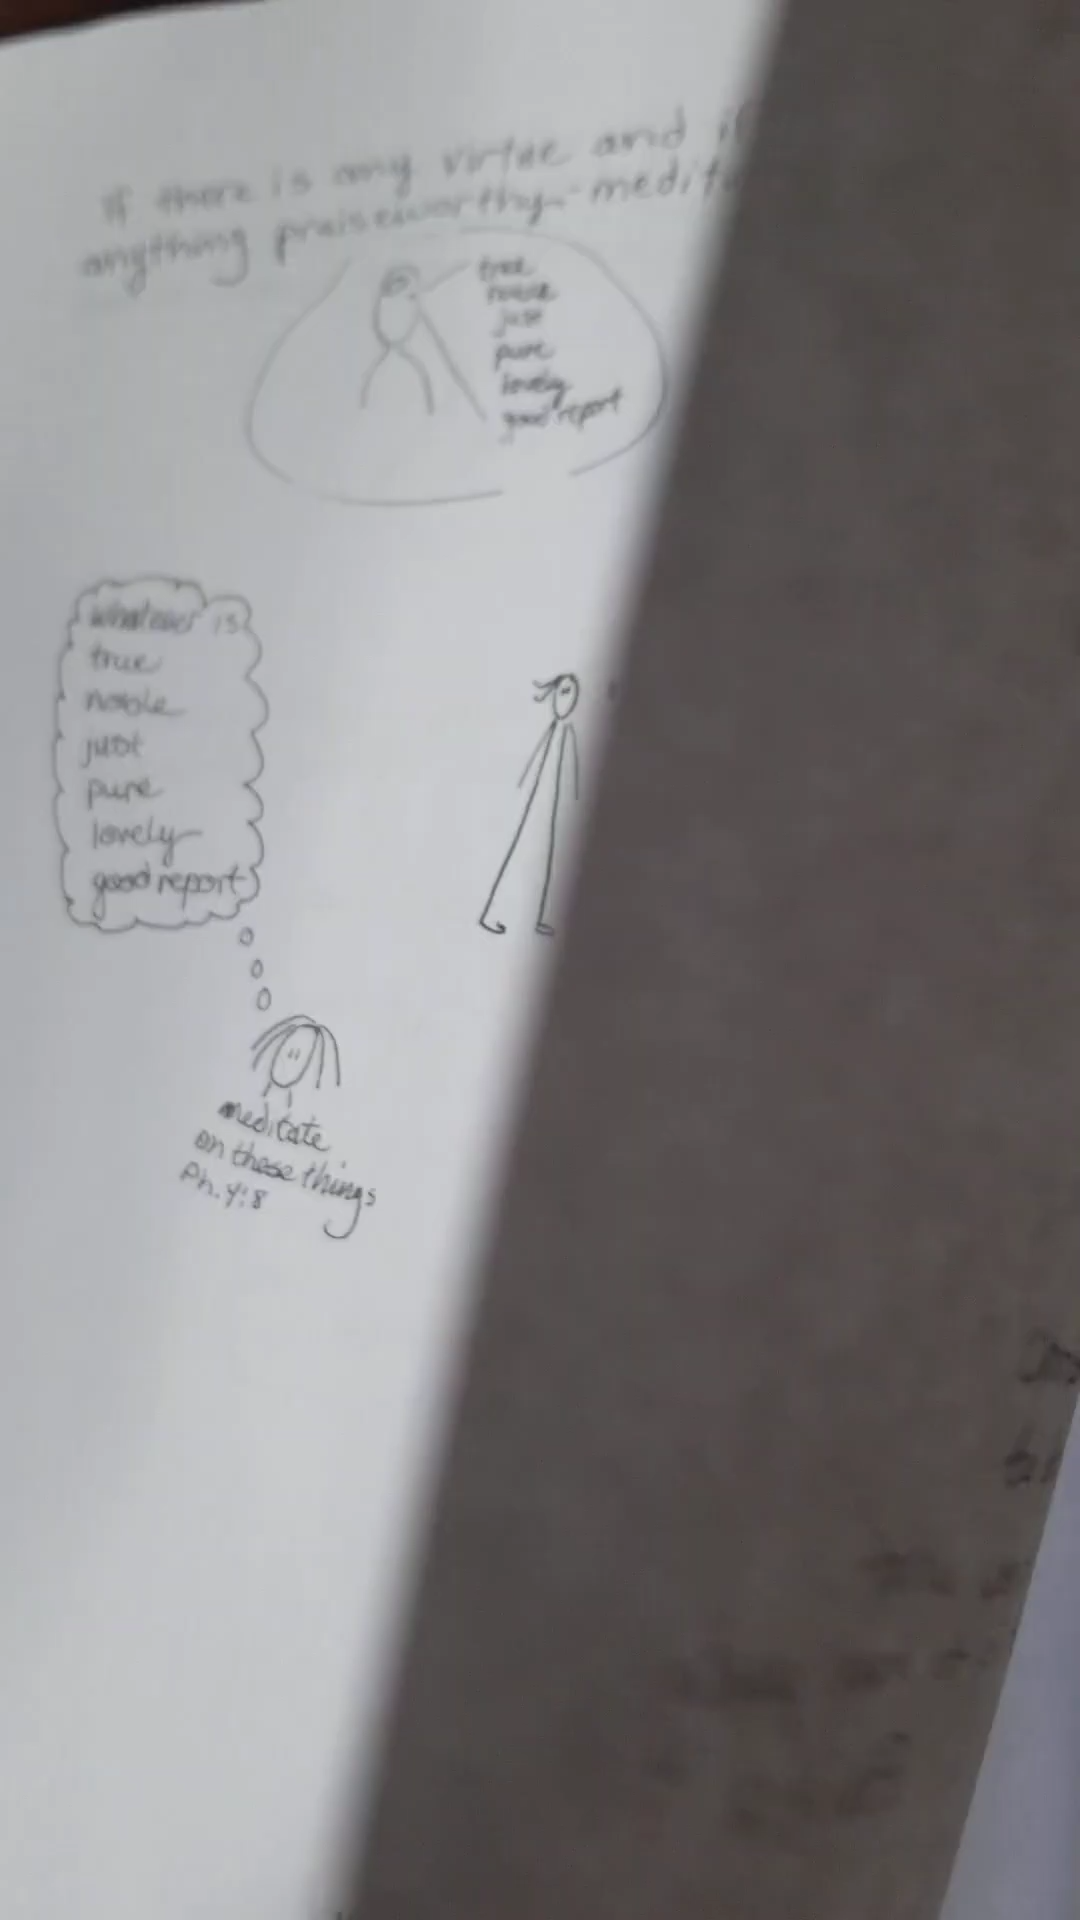 If there is any virtue and if
anything praiseworthy - medit
true
noble
just
pure
lovely
good report
whatever is
true
noble
just
pure
lovely
good report
meditate
on these things
Ph. 4:8